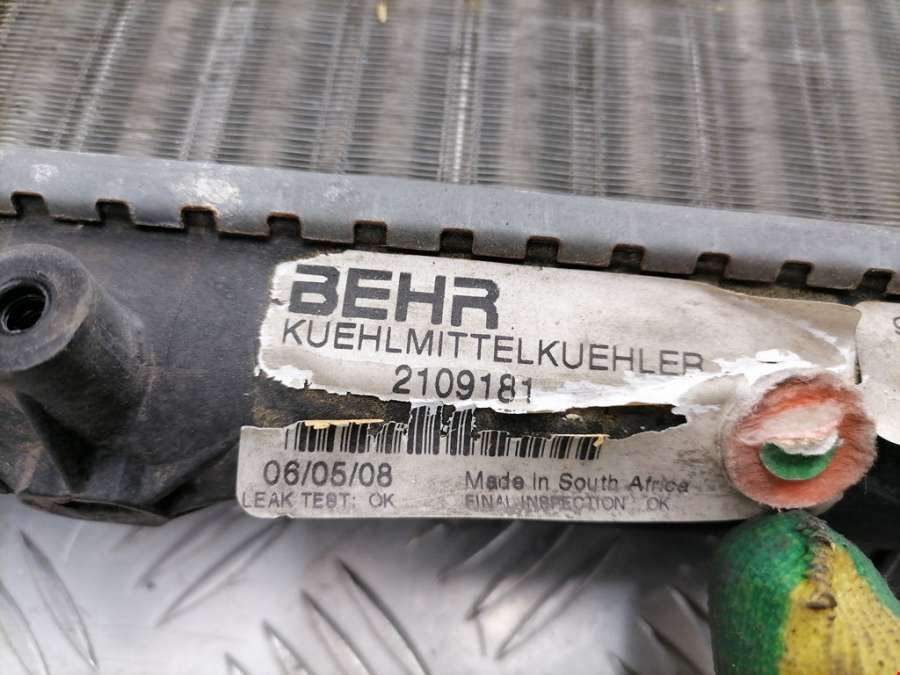 BEHR
KUEHLMITTELKUEHLER
2109181
06/05/08
Made in South Africa
LEAK TEST: OK
FINAL INSPECTION OK